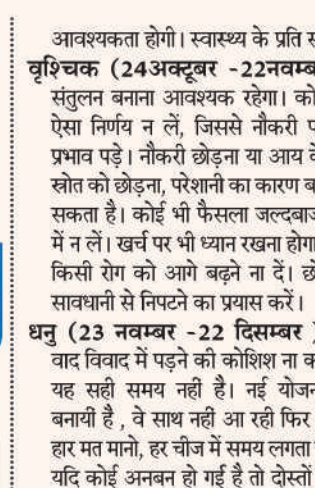 आवश्यकता होगी। स्वास्थ्य के प्रति
वृश्चिक (24अक्टूबर -22नवम्ब
संतुलन बनाना आवश्यक रहेगा। को
ऐसा निर्णय न लें, जिससे नौकरी प
प्रभाव पड़े। नौकरी छोड़ना या आय के
स्त्रोत को छोड़ना, परेशानी का कारण ब
सकता है। कोई भी फैसला जल्दबाज
में न लें। खर्च पर भी ध्यान रखना होगा
किसी रोग को आगे बढ़ने ना दें। छो
सावधानी से निपटने का प्रयास करें।
धनु (23 नवम्बर -22 दिसम्बर )
वाद विवाद में पड़ने की कोशिश ना क
यह सही समय नहीं है। नई योजन
बनायीं है , वे साथ नहीं आ रही फिर
हार मत मानो, हर चीज में समय लगता
यदि कोई अनबन हो गई है तो दोस्तों